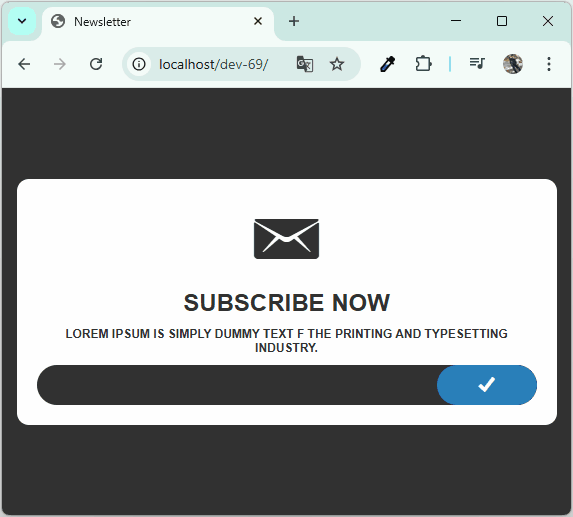 Newsletter
localhost/dev-69/
SUBSCRIBE NOW
LOREM IPSUM IS SIMPLY DUMMY TEXT F THE PRINTING AND TYPESETTING
INDUSTRY.